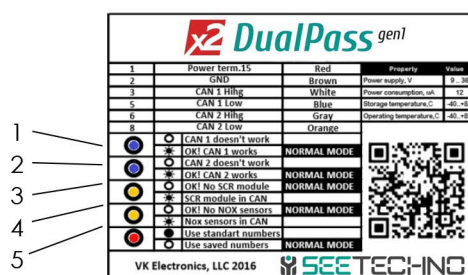 x2 DualPass gen1
1 Power term.15 Red Property Value
2 GND Brown Power supply, V 9 .. 36
3 CAN 1 Hihg White Power consumption, uA 12
5 CAN 1 Low Blue Storage temperature,C -40..+8
6 CAN 2 Hihg Gray Operating temperature,C -40..+8
8 CAN 2 Low Orange
CAN 1 doesn't work
1 OK! CAN 1 works NORMAL MODE
CAN 2 doesn't work
2 OK! CAN 2 works NORMAL MODE
3 OK! No SCR module NORMAL MODE
SCR module in CAN
4 OK! No NOX sensors NORMAL MODE
Nox sensors in CAN
5 Use standart numbers
Use saved numbers NORMAL MODE
VK Electronics, LLC 2016 SEETECHNO